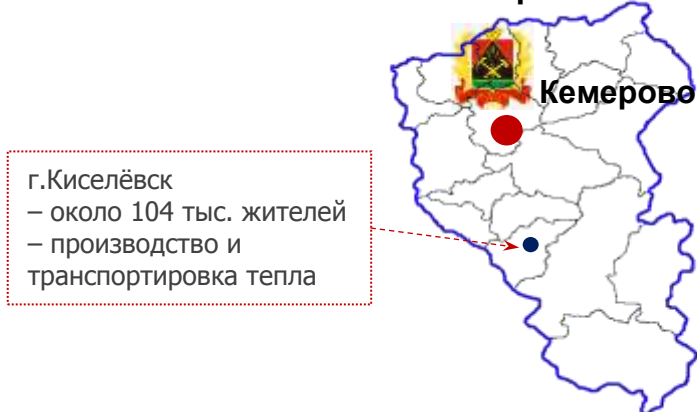 Кемерово
г.Киселёвск
– около 104 тыс. жителей
– производство и
транспортировка тепла